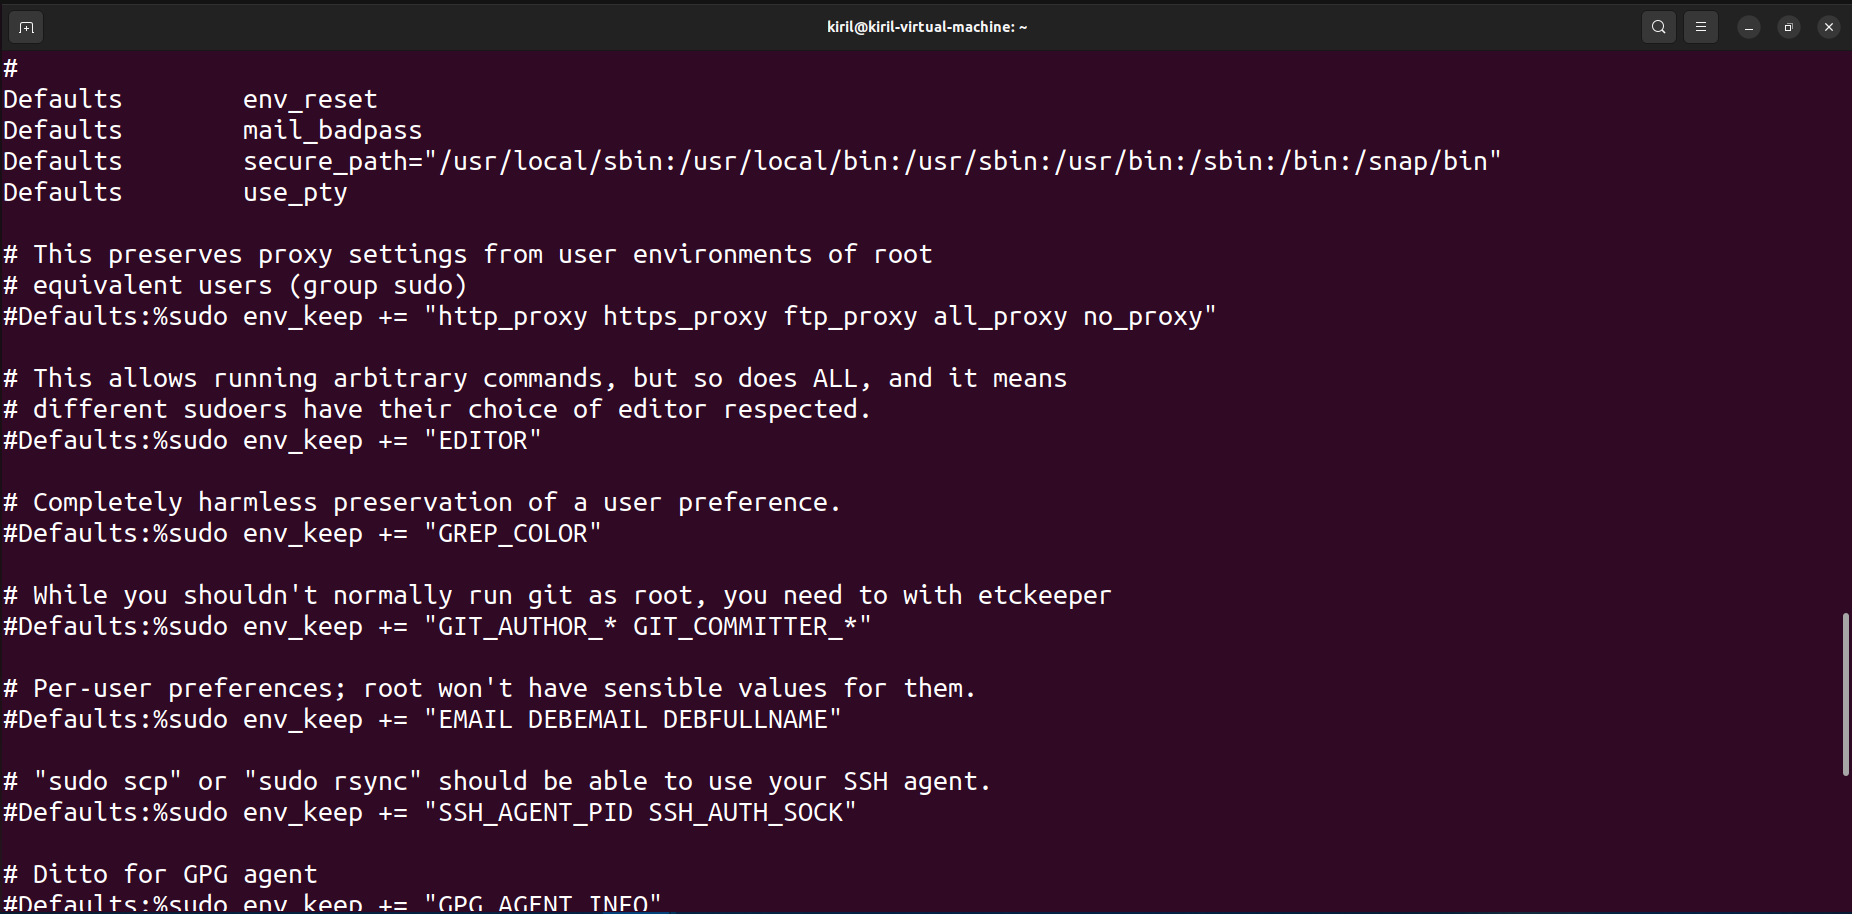 kiril@kiril-virtual-machine: ~
#
Defaults        env_reset
Defaults        mail_badpass
Defaults        secure_path="/usr/local/sbin:/usr/local/bin:/usr/sbin:/usr/bin:/sbin:/bin:/snap/bin"
Defaults        use_pty

# This preserves proxy settings from user environments of root
# equivalent users (group sudo)
#Defaults:%sudo env_keep += "http_proxy https_proxy ftp_proxy all_proxy no_proxy"

# This allows running arbitrary commands, but so does ALL, and it means
# different sudoers have their choice of editor respected.
#Defaults:%sudo env_keep += "EDITOR"

# Completely harmless preservation of a user preference.
#Defaults:%sudo env_keep += "GREP_COLOR"

# While you shouldn't normally run git as root, you need to with etckeeper
#Defaults:%sudo env_keep += "GIT_AUTHOR_* GIT_COMMITTER_*"

# Per-user preferences; root won't have sensible values for them.
#Defaults:%sudo env_keep += "EMAIL DEBEMAIL DEBFULLNAME"

# "sudo scp" or "sudo rsync" should be able to use your SSH agent.
#Defaults:%sudo env_keep += "SSH_AGENT_PID SSH_AUTH_SOCK"

# Ditto for GPG agent
#Defaults:%sudo env_keep += "GPG_AGENT_INFO"